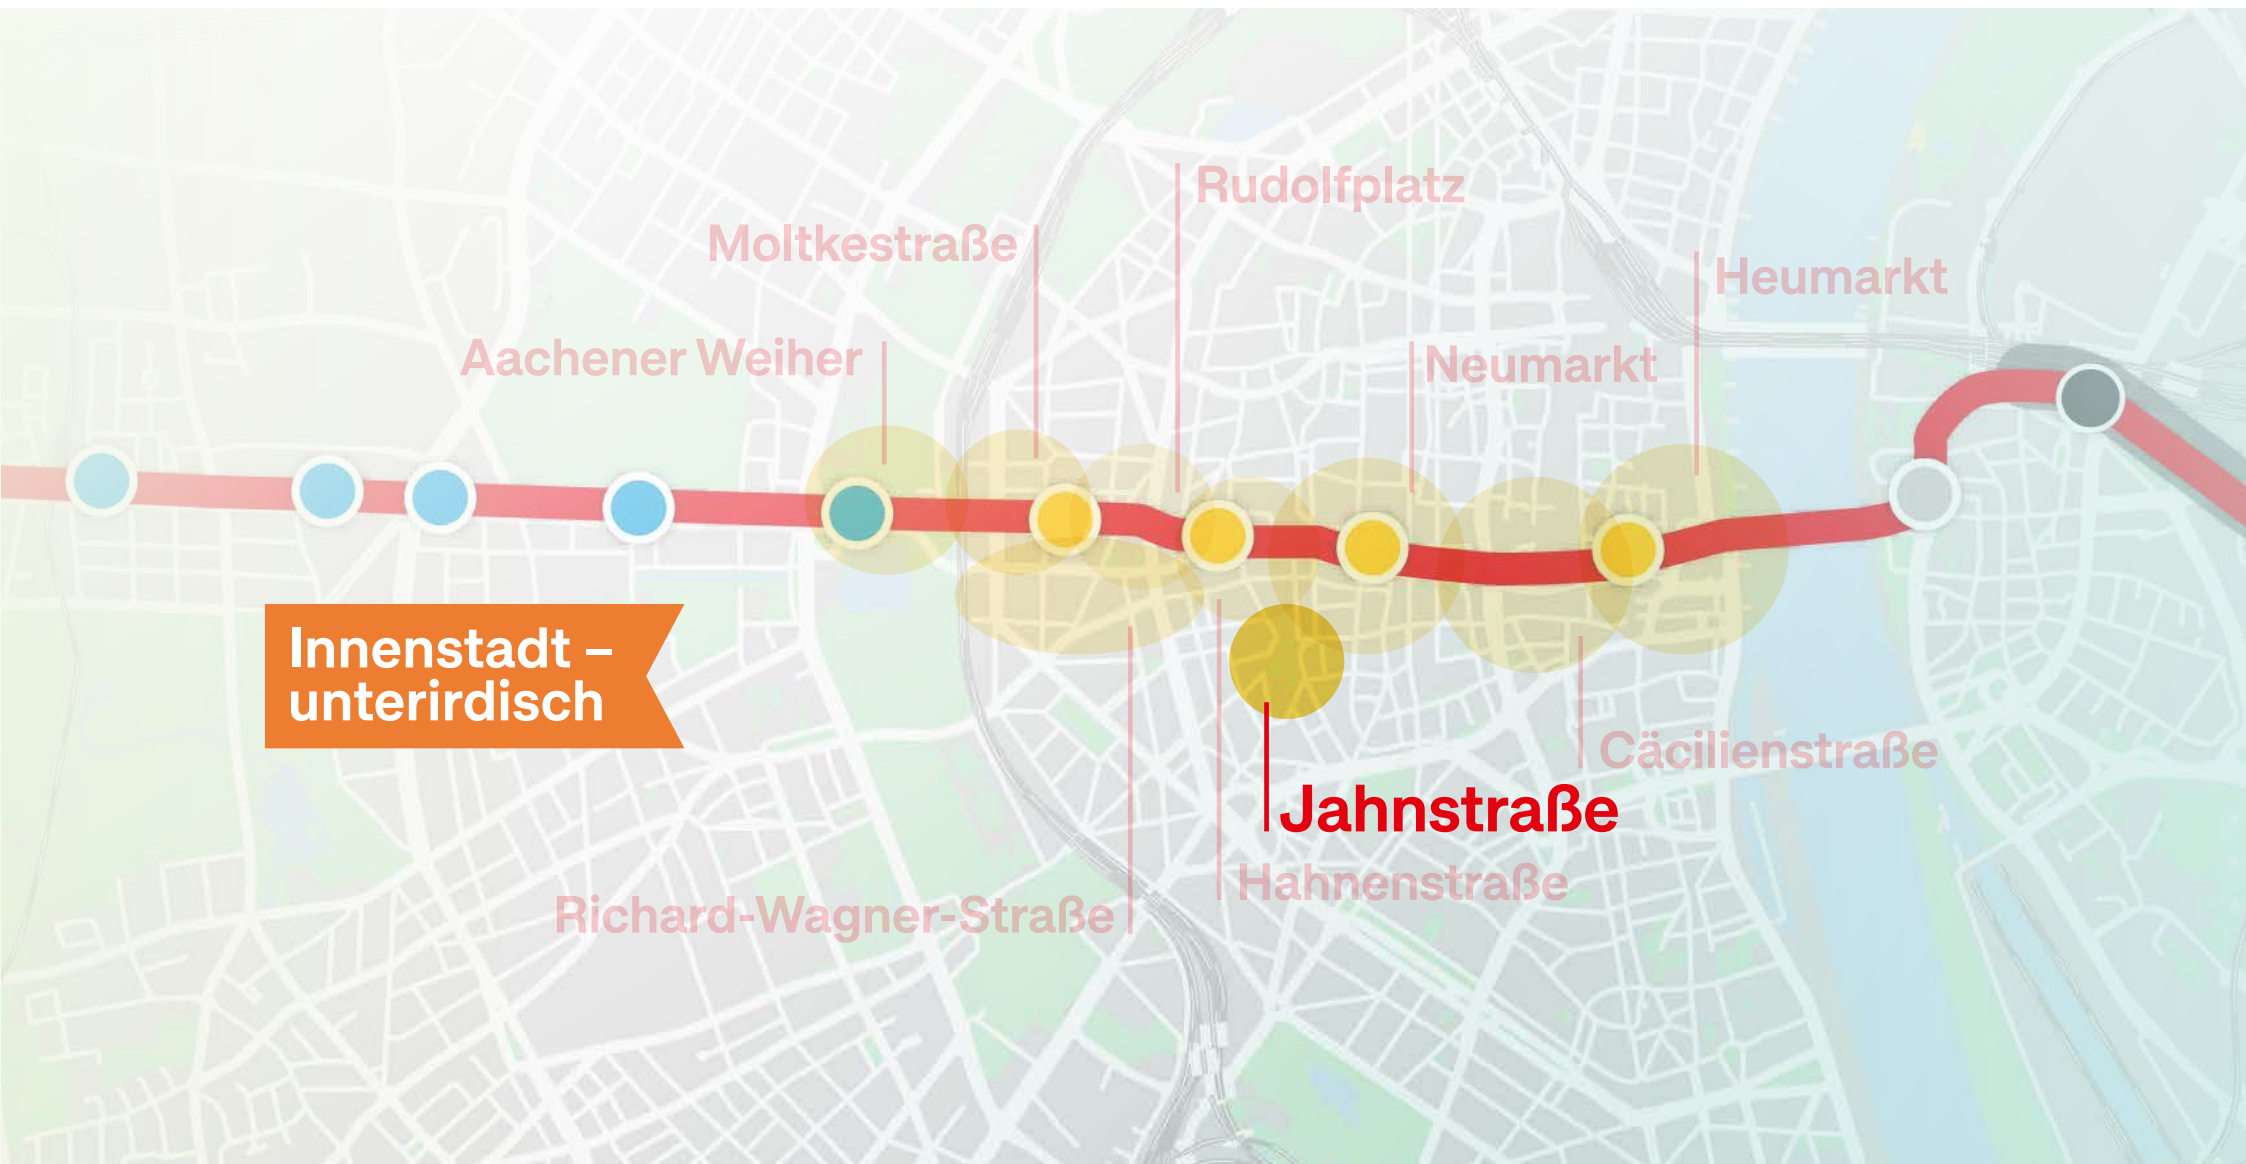 Rudolfplatz
Moltkestraße
Heumarkt
Aachener Weiher
Neumarkt
Innenstadt –
unterirdisch
Cäcilienstraße
Jahnstraße
Hahnenstraße
Richard-Wagner-Straße